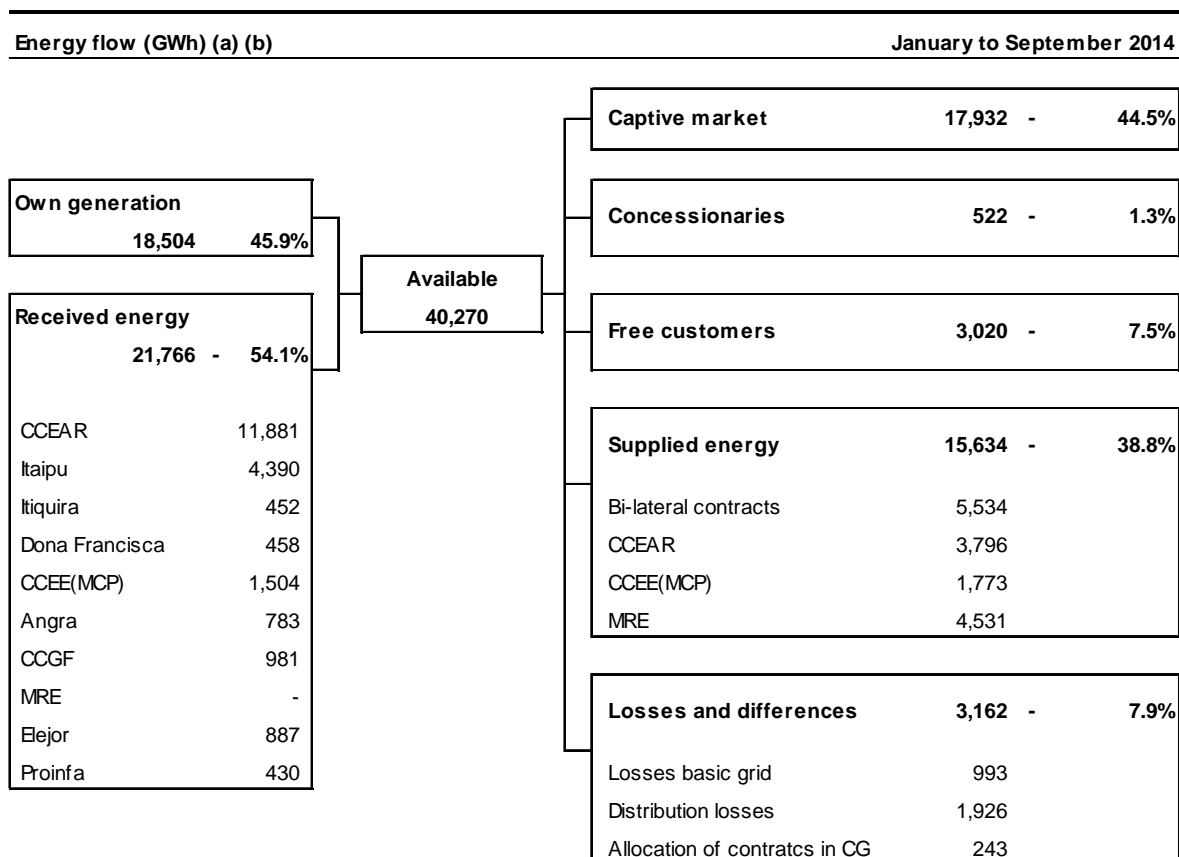 Energy flow (GWh) (a) (b) January to September 2014
Captive market 17,932 - 44.5%
Own generation
18,504 45.9%
Concessionaries 522 - 1.3%
Available
40,270
Received energy
21,766 - 54.1%
CCEAR 11,881
Itaipu 4,390
Itiquira 452
Dona Francisca 458
CCEE(MCP) 1,504
Angra 783
CCGF 981
MRE -
Elejor 887
Proinfa 430
Free customers 3,020 - 7.5%
Supplied energy 15,634 - 38.8%
Bi-lateral contracts 5,534
CCEAR 3,796
CCEE(MCP) 1,773
MRE 4,531
Losses and differences 3,162 - 7.9%
Losses basic grid 993
Distribution losses 1,926
Allocation of contratcs in CG 243